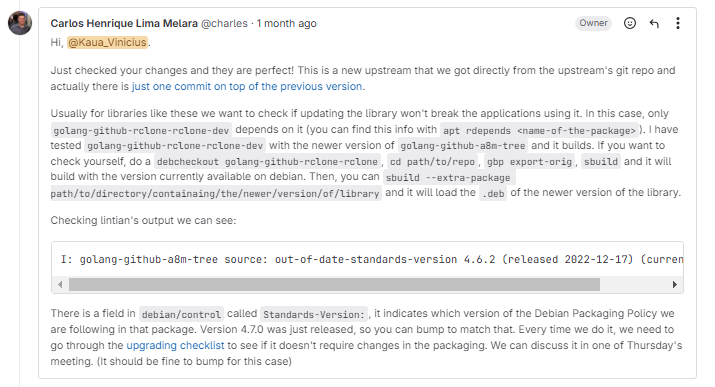 Carlos Henrique Lima Melara @charles · 1 month ago
Owner
Hi, @Kaua_Vinicius.
Just checked your changes and they are perfect! This is a new upstream that we got directly from the upstream's git repo and
actually there is just one commit on top of the previous version.
Usually for libraries like these we want to check if updating the library won't break the applications using it. In this case, only
golang-github-rclone-rclone-dev depends on it (you can find this info with apt rdepends <name-of-the-package>). I have
tested golang-github-rclone-rclone-dev with the newer version of golang-github-a8m-tree and it builds. If you want to
check yourself, do a debcheckout golang-github-rclone-rclone, cd path/to/repo, gbp export-orig, sbuild and it will
build with the version currently available on debian. Then, you can sbuild --extra-package
path/to/directory/containaing/the/newer/version/of/library and it will load the .deb of the newer version of the library.
Checking lintian's output we can see:
I: golang-github-a8m-tree source: out-of-date-standards-version 4.6.2 (released 2022-12-17) (curren
There is a field in debian/control called Standards-Version:, it indicates which version of the Debian Packaging Policy we
are following in that package. Version 4.7.0 was just released, so you can bump to match that. Every time we do it, we need to
go through the upgrading checklist to see if it doesn't require changes in the packaging. We can discuss it in one of Thursday's
meeting. (It should be fine to bump for this case)